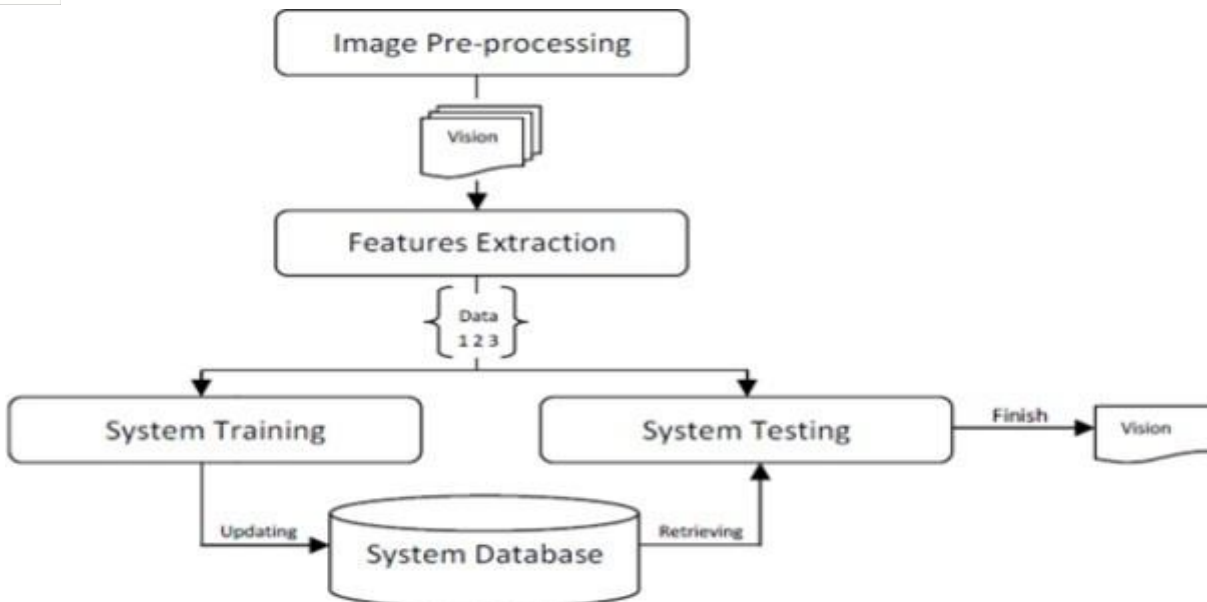 Image Pre-processing
Vision
Features Extraction
Data
1 2 3
System Training
System Testing
Finish
Vision
Updating
System Database
Retrieving